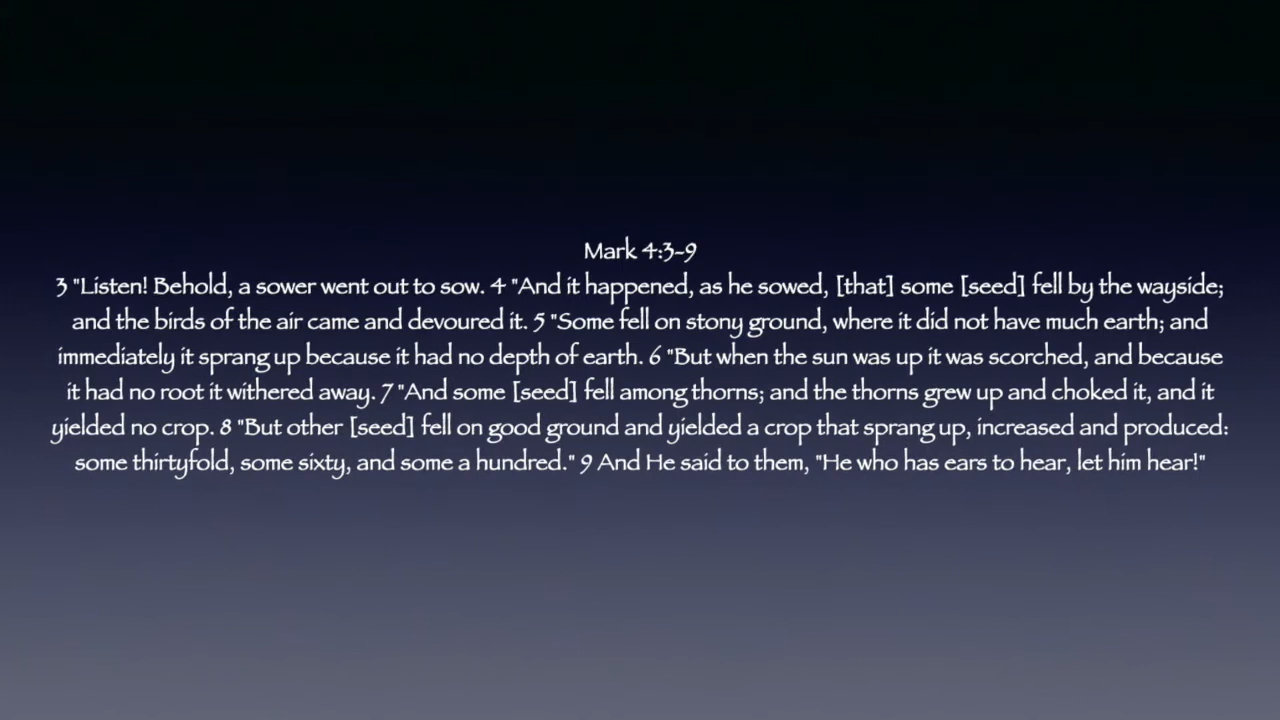 Mark 4:3-9
3 "Listen! Behold, a sower went out to sow. 4 "And it happened, as he sowed, [that] some [seed] fell by the wayside;
and the birds of the air came and devoured it. 5 "Some fell on stony ground, where it did not have much earth; and
immediately it sprang up because it had no depth of earth. 6 "But when the sun was up it was scorched, and because
it had no root it withered away. 7 "And some [seed] fell among thorns; and the thorns grew up and choked it, and it
yielded no crop. 8 "But other [seed] fell on good ground and yielded a crop that sprang up, increased and produced:
some thirtyfold, some sixty, and some a hundred." 9 And He said to them, "He who has ears to hear, let him hear!"